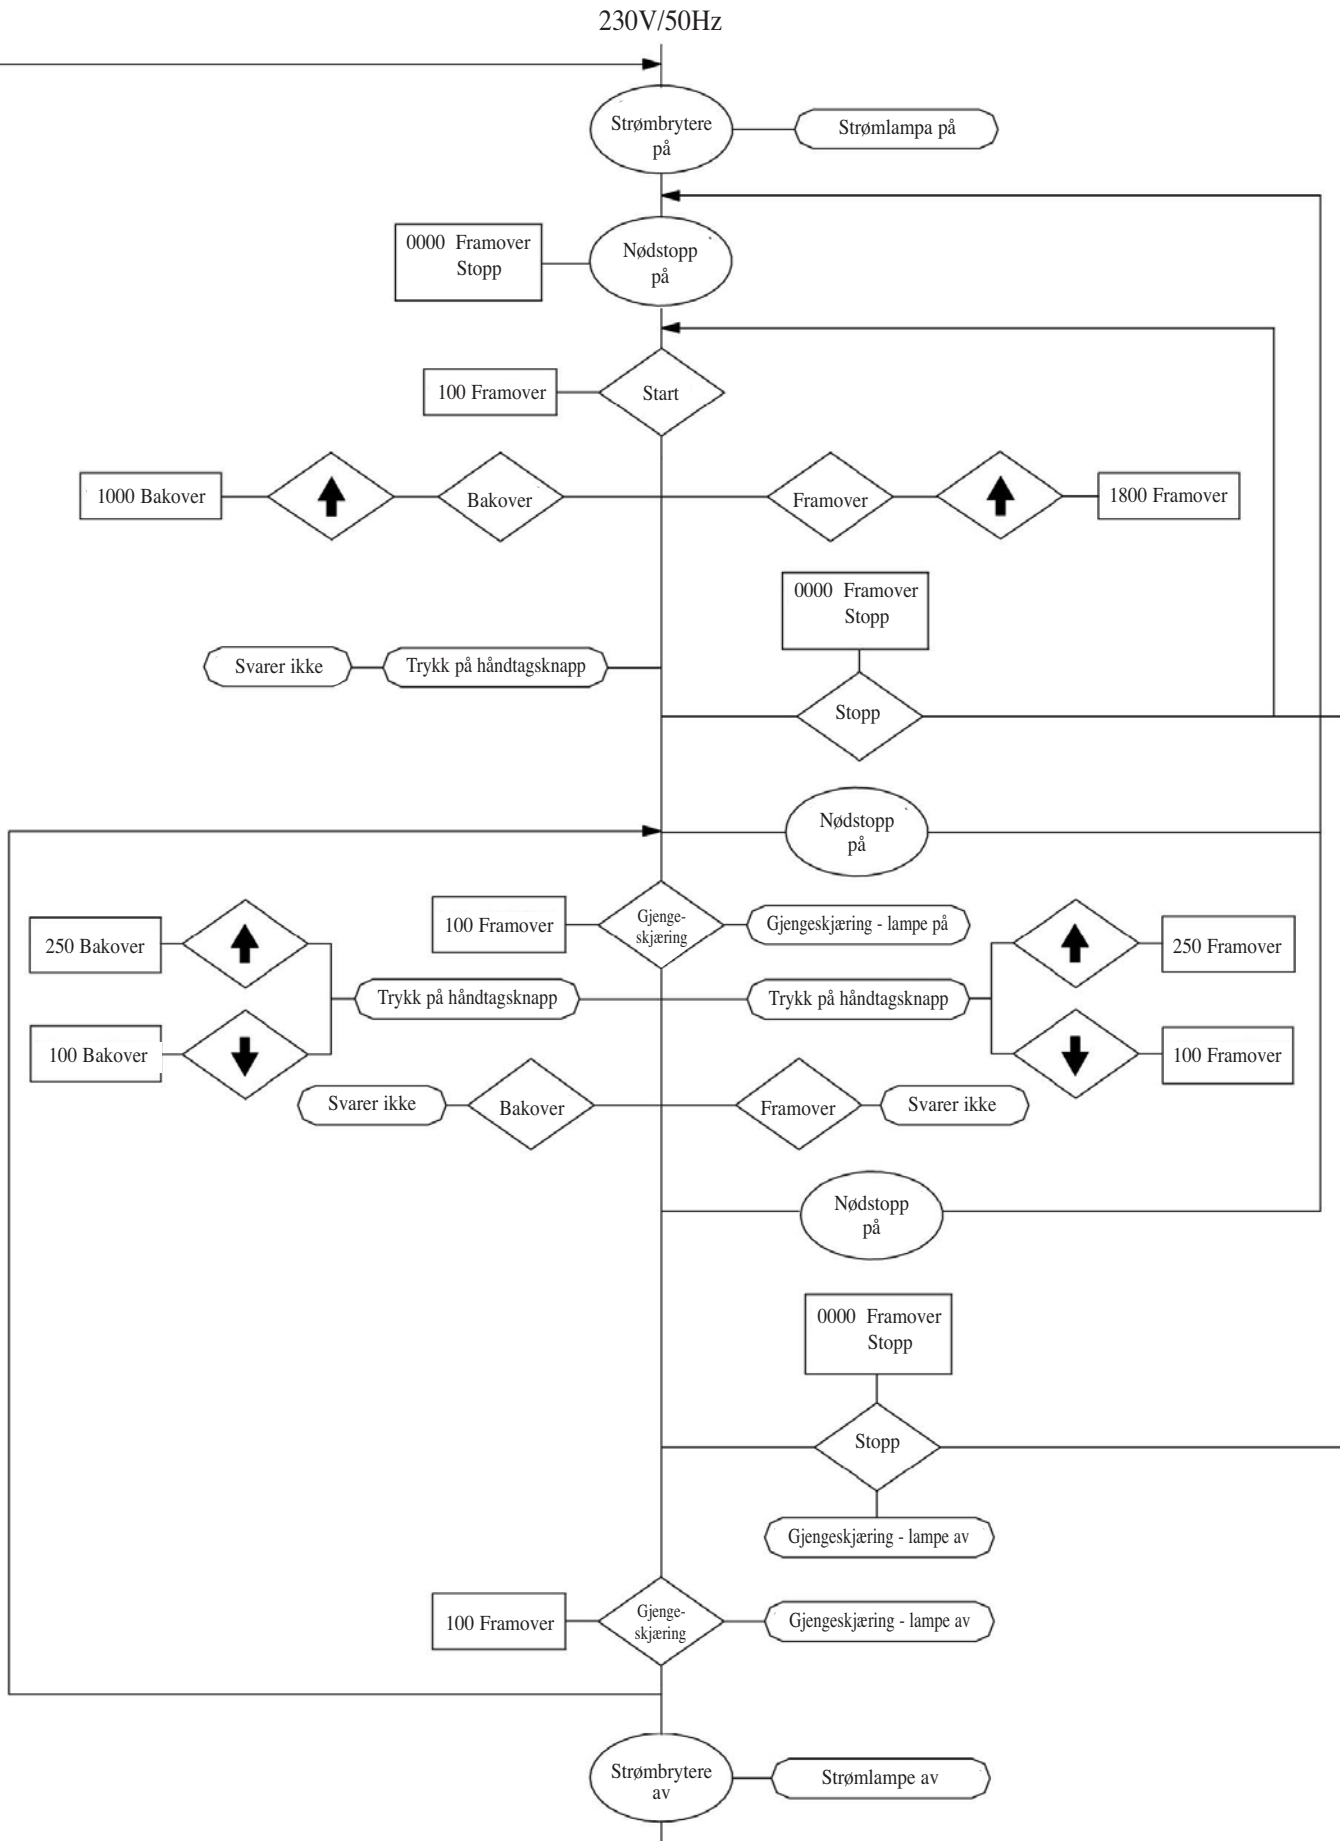 230V/50Hz
Strømbrytere
på
Strømlampa på
0000 Framover
Stopp
Nødstopp
på
100 Framover
Start
1000 Bakover
Bakover
Framover
1800 Framover
0000 Framover
Stopp
Svarer ikke
Trykk på håndtagsknapp
Stopp
Nødstopp
på
100 Framover
Gjenge-
skjæring
Gjengeskjæring - lampe på
250 Bakover
250 Framover
Trykk på håndtagsknapp
Trykk på håndtagsknapp
100 Bakover
100 Framover
Svarer ikke
Bakover
Framover
Svarer ikke
Nødstopp
på
0000 Framover
Stopp
Stopp
Gjengeskjæring - lampe av
100 Framover
Gjenge-
skjæring
Gjengeskjæring - lampe av
Strømbrytere
av
Strømlampe av